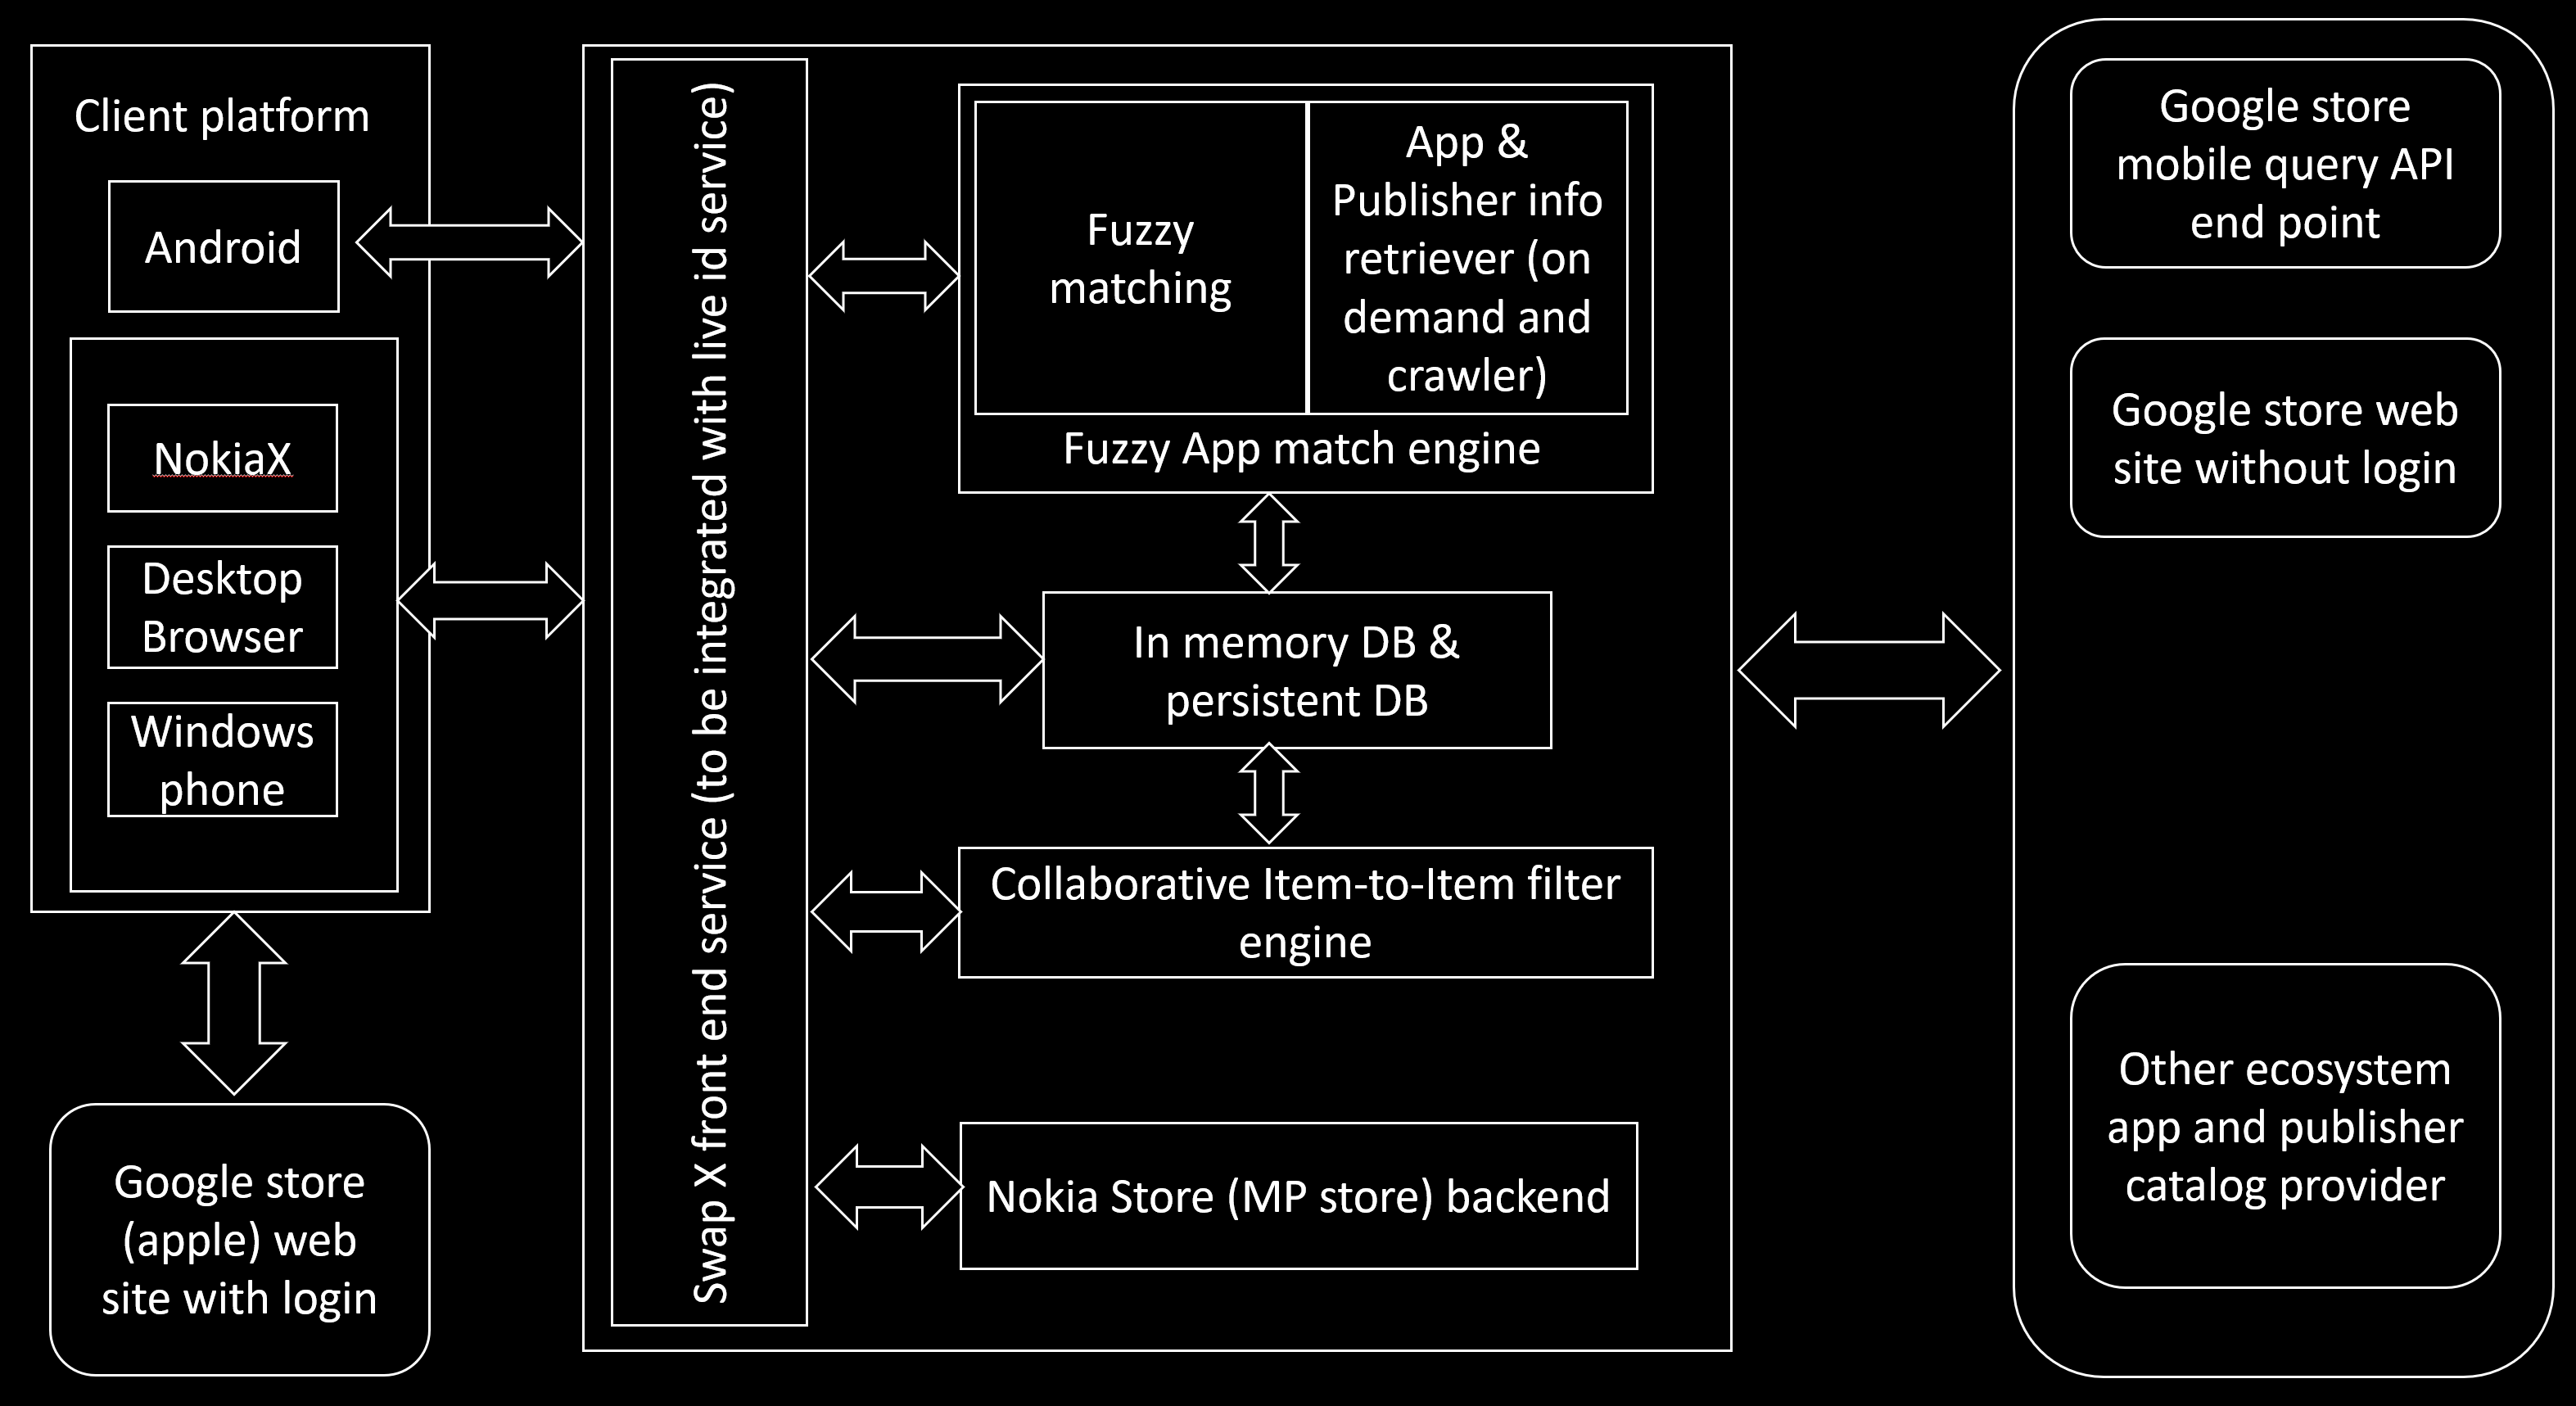 Client platform
Android
NokiaX
Desktop
Browser
Windows
phone
Google store
(apple) web
site with login
Swap X front end service (to be integrated with live id service)
Fuzzy
matching
App &
Publisher info
retriever (on
demand and
crawler)
Fuzzy App match engine
In memory DB &
persistent DB
Collaborative Item-to-Item filter
engine
Nokia Store (MP store) backend
Google store
mobile query API
end point
Google store web
site without login
Other ecosystem
app and publisher
catalog provider